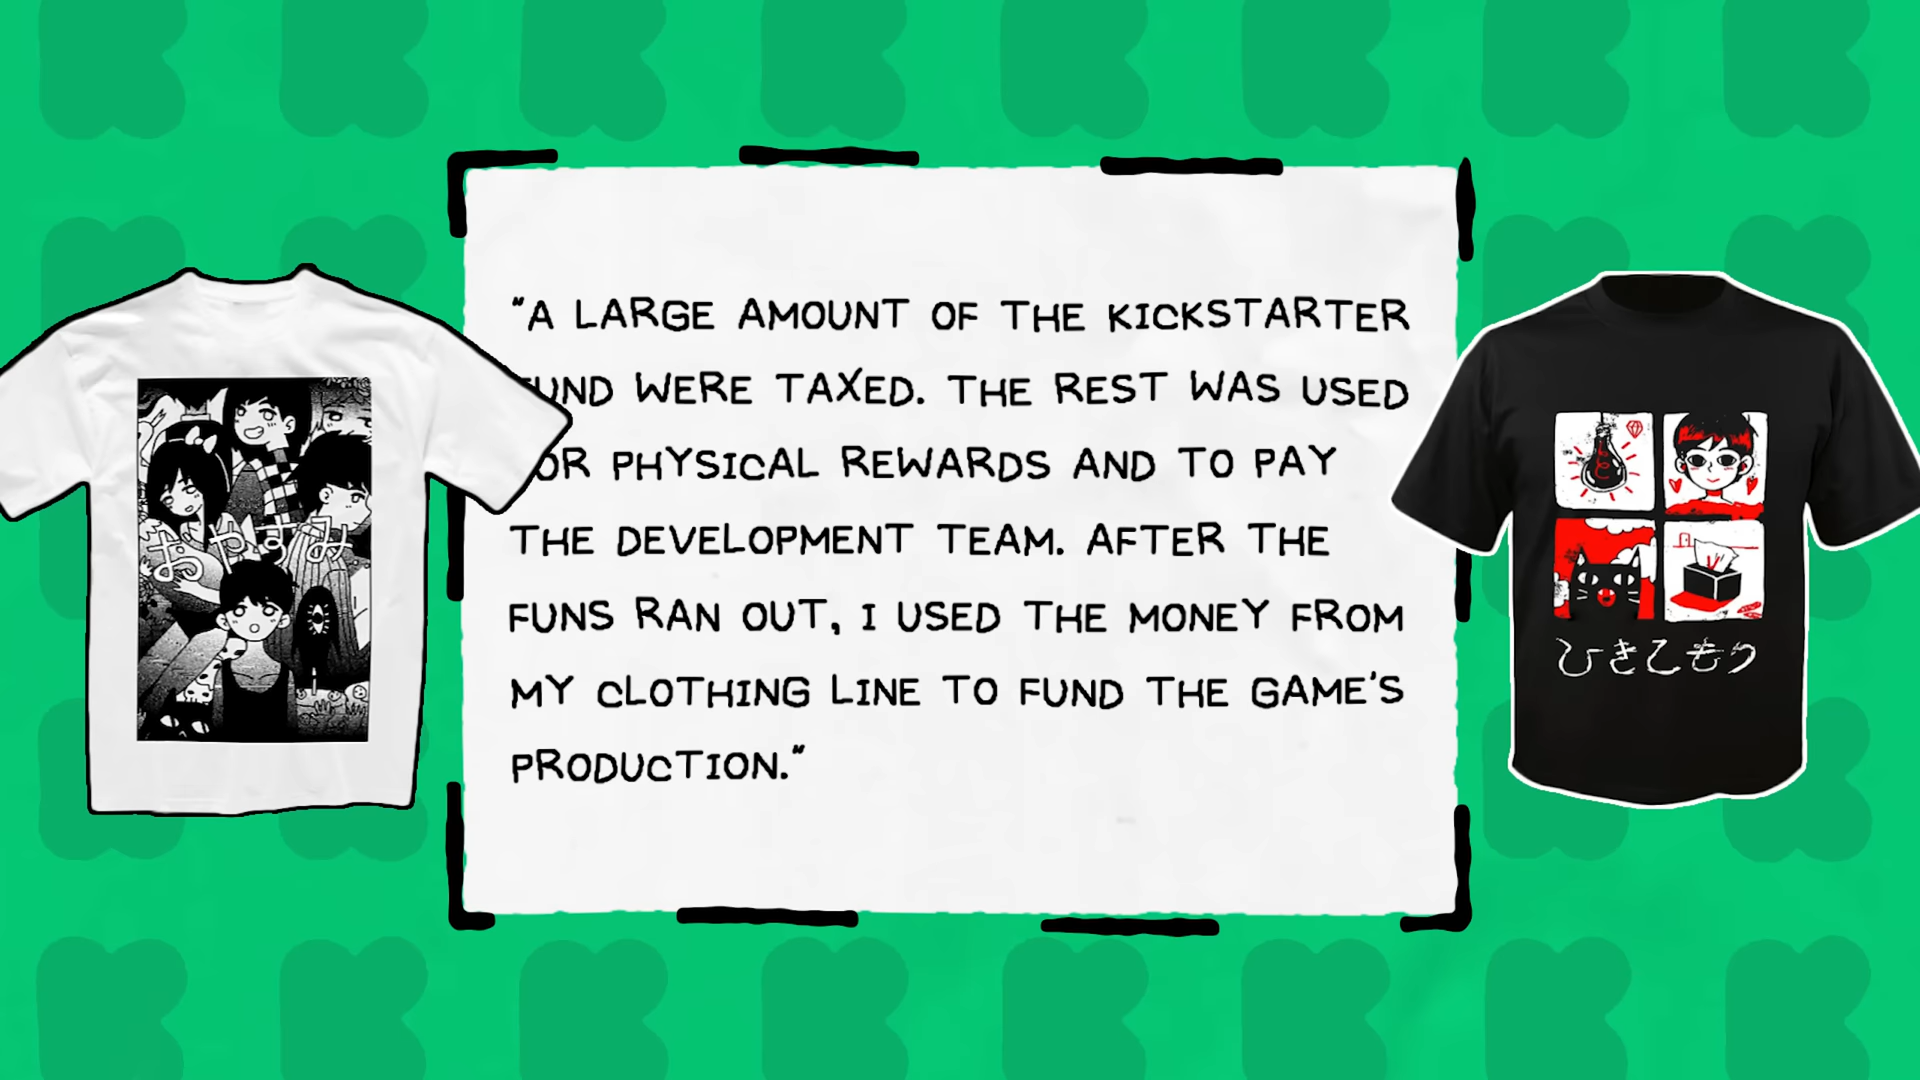 "A LARGE AMOUNT OF THE KICKSTARTER
FUND WERE TAXED. THE REST WAS USED
FOR PHYSICAL REWARDS AND TO PAY
THE DEVELOPMENT TEAM. AFTER THE
FUNS RAN OUT, I USED THE MONEY FROM
MY CLOTHING LINE TO FUND THE GAME'S
PRODUCTION."
おやすみ
ひきこもり